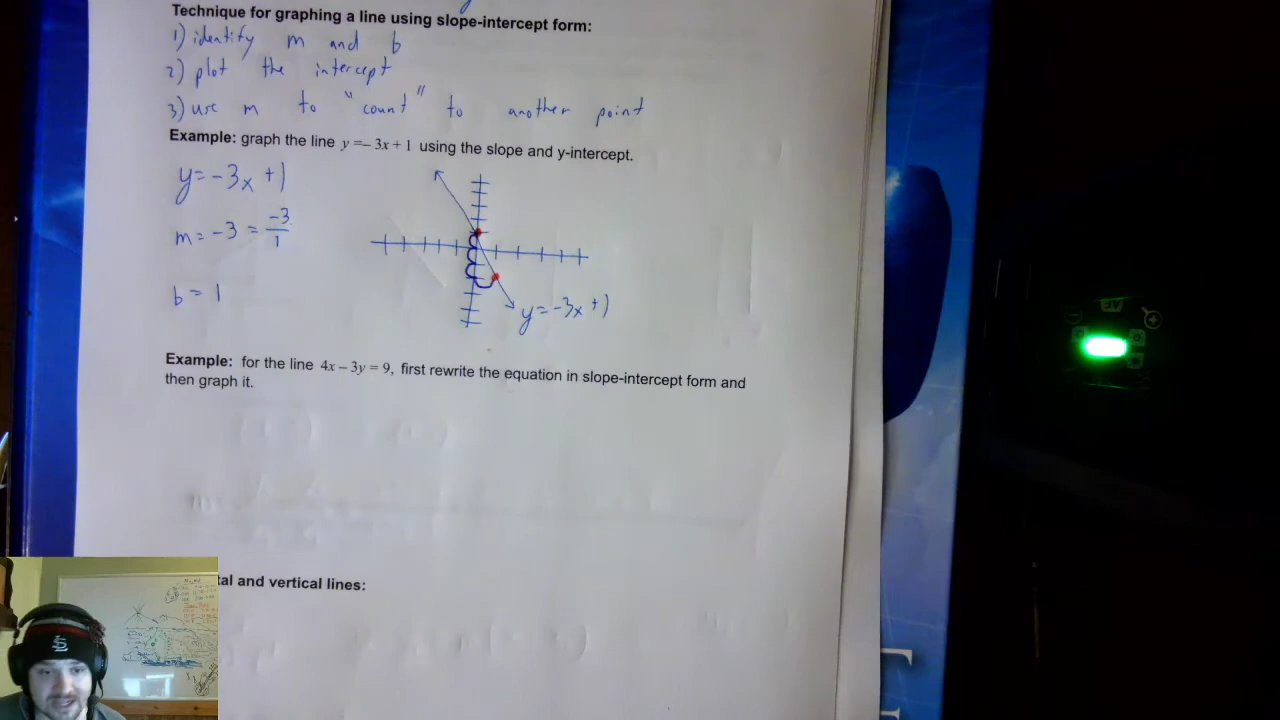 Technique for graphing a line using slope-intercept form:
1) identify m and b
2) plot the intercept
3) use m to "count" to another point
Example: graph the line y = – 3x + 1 using the slope and y-intercept.
y = -3x + 1
m = -3 = -3/1
b = 1
y = -3x + 1
Example: for the line 4x – 3y = 9, first rewrite the equation in slope-intercept form and
then graph it.
tal and vertical lines: